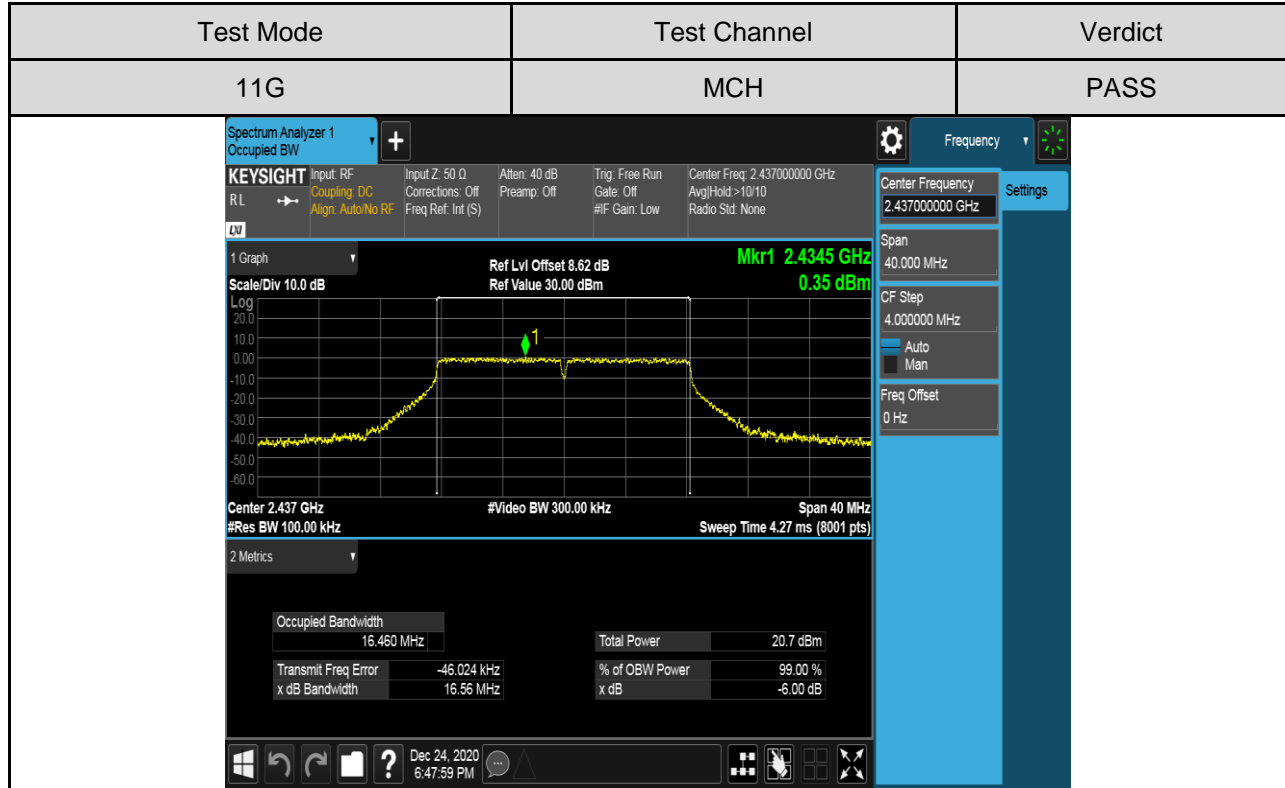 Test Mode Test Channel Verdict
11G MCH PASS
Spectrum Analyzer 1
Occupied BW
+
Frequency
KEYSIGHT
RL
LXI
Input: RF
Coupling: DC
Align: Auto/No RF
Input Z: 50 Ω
Corrections: Off
Freq Ref: Int (S)
Atten: 40 dB
Preamp: Off
Trig: Free Run
Gate: Off
#IF Gain: Low
Center Freq: 2.437000000 GHz
Avg|Hold:>10/10
Radio Std: None
Center Frequency
2.437000000 GHz
Settings
Span
40.000 MHz
CF Step
4.000000 MHz
Auto
Man
Freq Offset
0 Hz
1 Graph
Scale/Div 10.0 dB
Ref Lvl Offset 8.62 dB
Ref Value 30.00 dBm
Mkr1 2.4345 GHz
0.35 dBm
Log
20.0
10.0
0.00
-10.0
-20.0
-30.0
-40.0
-50.0
-60.0
1
Center 2.437 GHz #Video BW 300.00 kHz Span 40 MHz
#Res BW 100.00 kHz Sweep Time 4.27 ms (8001 pts)
2 Metrics
Occupied Bandwidth
16.460 MHz Total Power 20.7 dBm
Transmit Freq Error -46.024 kHz % of OBW Power 99.00 %
x dB Bandwidth 16.56 MHz x dB -6.00 dB
?
Dec 24, 2020
6:47:59 PM